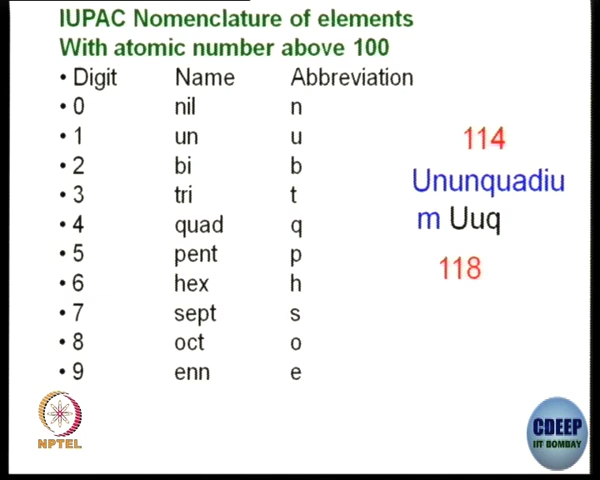 IUPAC Nomenclature of elements
With atomic number above 100
• Digit Name Abbreviation
• 0 nil n
• 1 un u
• 2 bi b
• 3 tri t
• 4 quad q
• 5 pent p
• 6 hex h
• 7 sept s
• 8 oct o
• 9 enn e
114
Ununquadiu
m Uuq
118
NPTEL
CDEEP
IIT BOMBAY